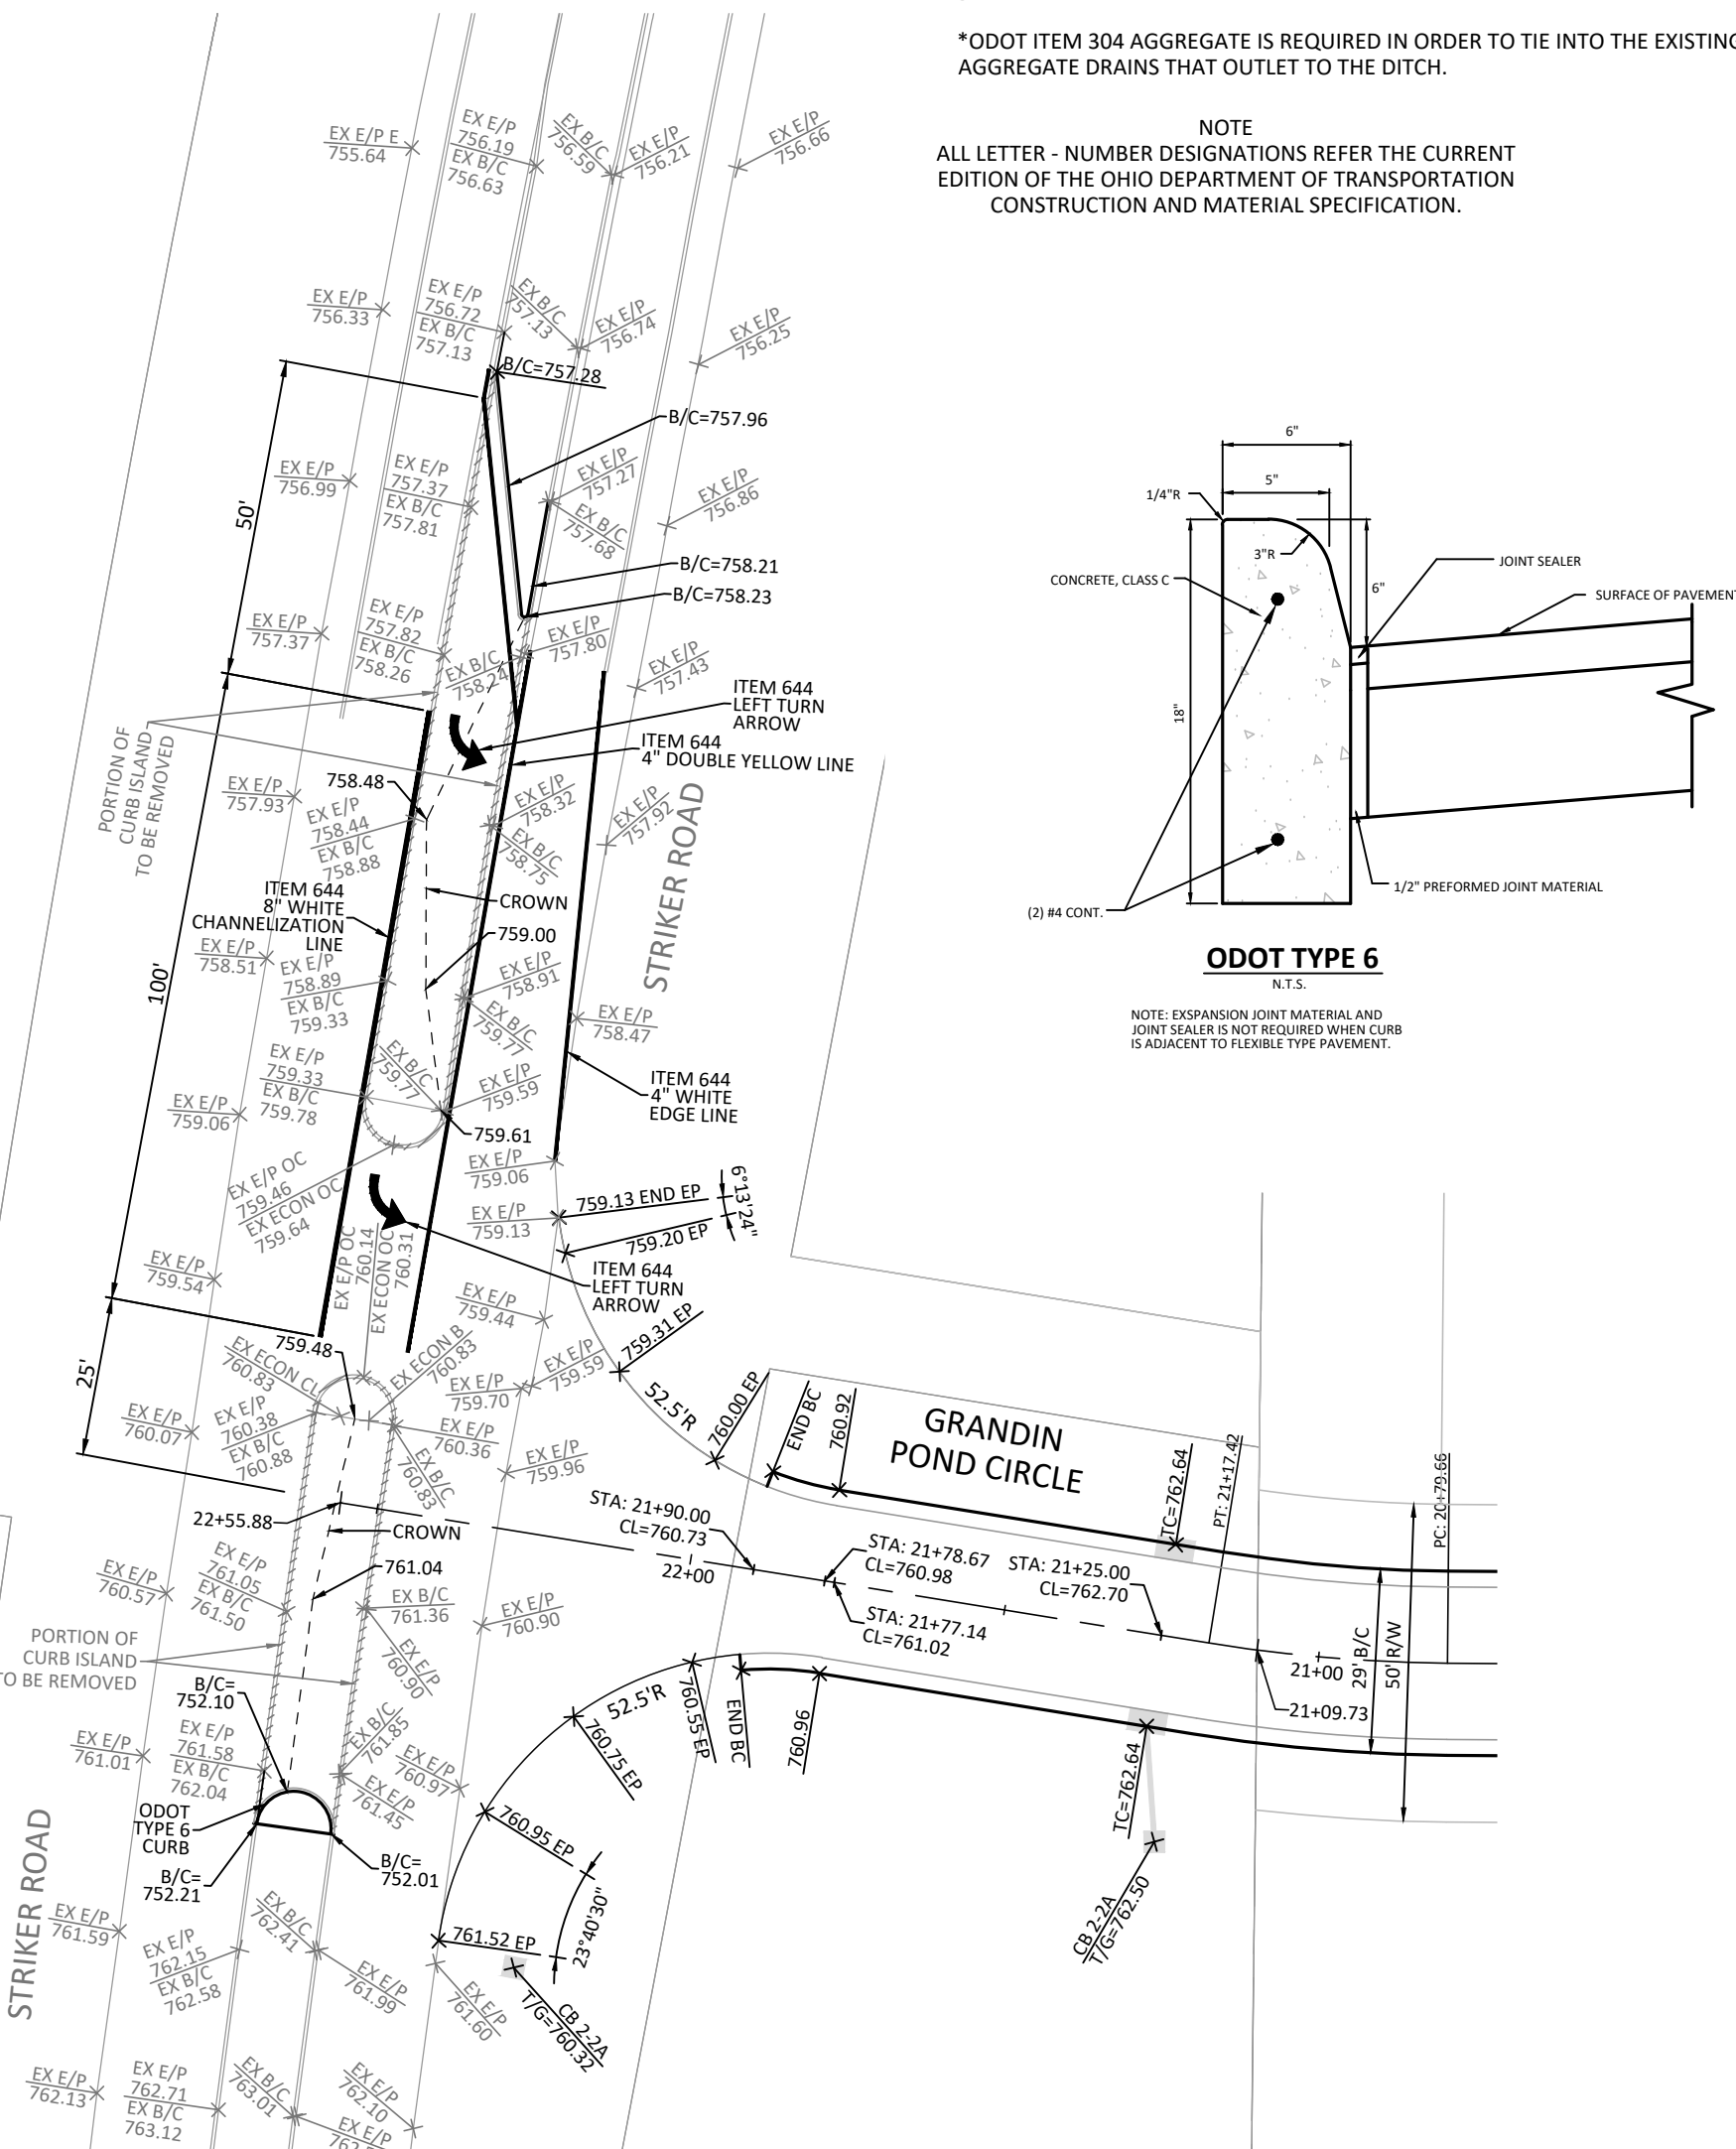 *ODOT ITEM 304 AGGREGATE IS REQUIRED IN ORDER TO TIE INTO THE EXISTING
AGGREGATE DRAINS THAT OUTLET TO THE DITCH.
NOTE
ALL LETTER - NUMBER DESIGNATIONS REFER THE CURRENT
EDITION OF THE OHIO DEPARTMENT OF TRANSPORTATION
CONSTRUCTION AND MATERIAL SPECIFICATION.
EX E/P E
755.64
EX E/P
756.19
EX B/C
756.63
EX B/C
756.59
EX E/P
756.21
EX E/P
756.66
EX E/P
756.33
EX E/P
756.72
EX B/C
757.13
EX B/C
757.13
EX E/P
756.74
EX E/P
756.25
B/C=757.28
B/C=757.96
50'
EX E/P
756.99
EX E/P
757.37
EX B/C
757.81
EX E/P
757.27
EX B/C
757.68
EX E/P
756.86
B/C=758.21
B/C=758.23
EX E/P
757.37
EX E/P
757.82
EX B/C
758.26
EX B/C
758.24
EX E/P
757.80
EX E/P
757.43
ITEM 644
LEFT TURN
ARROW
ITEM 644
4" DOUBLE YELLOW LINE
PORTION OF
CURB ISLAND
TO BE REMOVED
758.48
EX E/P
757.93
EX E/P
758.44
EX B/C
758.88
EX E/P
758.32
EX B/C
758.75
EX E/P
757.92
STRIKER ROAD
ITEM 644
8" WHITE
CHANNELIZATION
LINE
CROWN
759.00
100'
EX E/P
758.51
EX E/P
758.89
EX B/C
759.33
EX E/P
758.91
EX B/C
759.77
EX E/P
758.47
EX E/P
759.33
EX B/C
759.78
EX B/C
759.77
EX E/P
759.59
EX E/P
759.06
ITEM 644
4" WHITE
EDGE LINE
759.61
EX E/P
759.06
EX E/P OC
759.46
EX ECON OC
759.64
EX E/P
759.13
759.13 END EP
759.20 EP
6°13'24"
EX E/P
759.54
EX E/P OC
760.14
EX ECON OC
760.31
ITEM 644
LEFT TURN
ARROW
EX E/P
759.44
759.31 EP
25'
759.48
EX ECON CL
760.83
EX ECON B
760.83
EX E/P
759.70
EX E/P
759.59
52.5'R
760.00 EP
END BC
760.92
GRANDIN
POND CIRCLE
EX E/P
760.07
EX E/P
760.38
EX B/C
760.88
EX E/P
760.36
EX B/C
760.83
EX E/P
759.96
TC=762.64
PT: 21+17.42
PC: 20+79.66
22+55.88
CROWN
STA: 21+90.00
CL=760.73
22+00
STA: 21+78.67
CL=760.98
STA: 21+25.00
CL=762.70
STA: 21+77.14
CL=761.02
761.04
EX E/P
760.57
EX E/P
761.05
EX B/C
761.50
EX B/C
761.36
EX E/P
760.90
EX E/P
760.90
PORTION OF
CURB ISLAND
TO BE REMOVED
21+00
29' B/C
50' R/W
21+09.73
B/C=
752.10
EX E/P
761.01
EX E/P
761.58
EX B/C
762.04
EX B/C
761.85
EX E/P
761.45
EX E/P
760.97
52.5'R
760.75 EP
760.55 EP
END BC
760.96
TC=762.64
ODOT
TYPE 6
CURB
B/C=
752.21
B/C=
752.01
760.95 EP
23°40'30"
761.52 EP
STRIKER ROAD
EX E/P
761.59
EX E/P
762.15
EX B/C
762.58
EX B/C
762.41
EX E/P
761.99
EX E/P
761.60
CB 2-2A
T/G=760.32
CB 2-2A
T/G=762.50
EX E/P
762.13
EX E/P
762.71
EX B/C
763.12
EX B/C
763.01
EX E/P
762.10
EX E/P
6"
5"
1/4"R
3"R
6"
18"
CONCRETE, CLASS C
JOINT SEALER
SURFACE OF PAVEMENT
(2) #4 CONT.
1/2" PREFORMED JOINT MATERIAL
ODOT TYPE 6
N.T.S.
NOTE: EXSPANSION JOINT MATERIAL AND
JOINT SEALER IS NOT REQUIRED WHEN CURB
IS ADJACENT TO FLEXIBLE TYPE PAVEMENT.